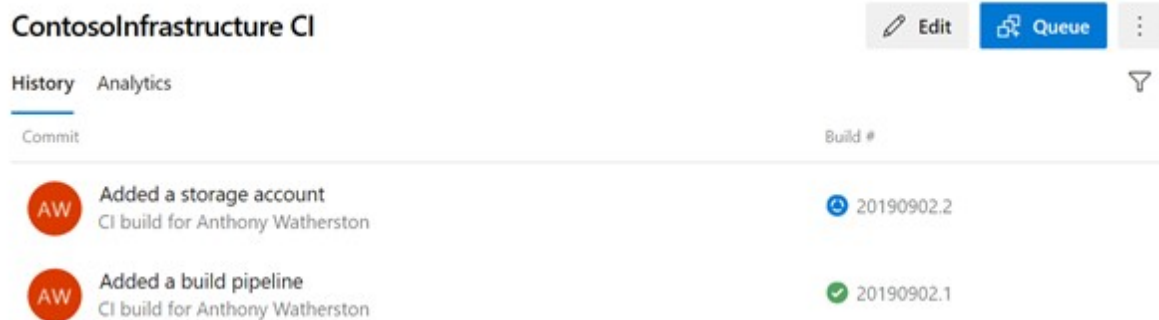 ContosoInfrastructure CI
Edit
Queue
History Analytics
Commit Build #
AW
Added a storage account
CI build for Anthony Watherston
20190902.2
AW
Added a build pipeline
CI build for Anthony Watherston
20190902.1